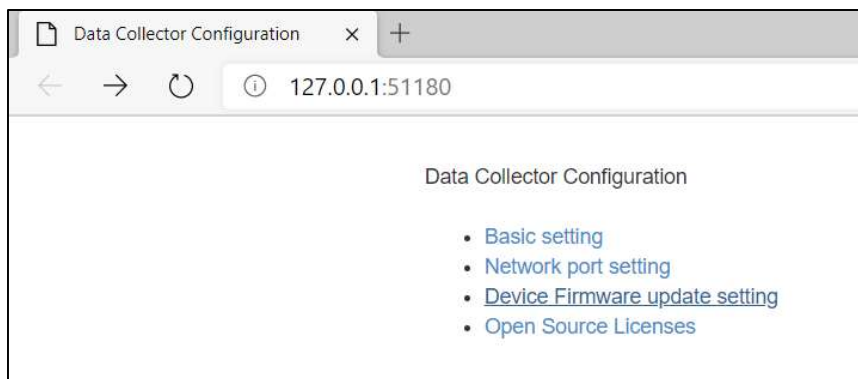 Data Collector Configuration
127.0.0.1:51180
Data Collector Configuration
• Basic setting
• Network port setting
• Device Firmware update setting
• Open Source Licenses